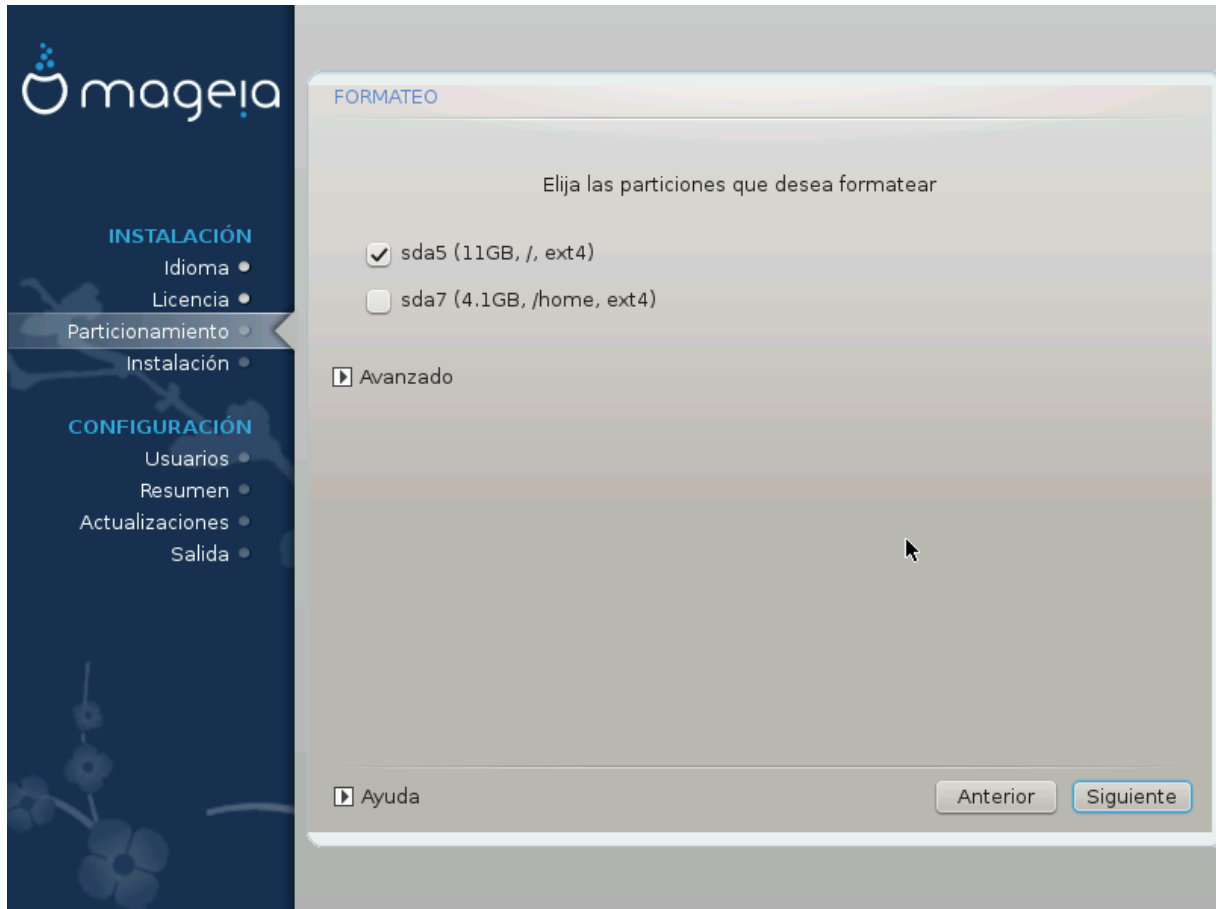 mageia
INSTALACIÓN
Idioma
Licencia
Particionamiento
Instalación
CONFIGURACIÓN
Usuarios
Resumen
Actualizaciones
Salida
FORMATEO
Elija las particiones que desea formatear
sda5 (11GB, /, ext4)
sda7 (4.1GB, /home, ext4)
Avanzado
Ayuda
Anterior
Siguiente